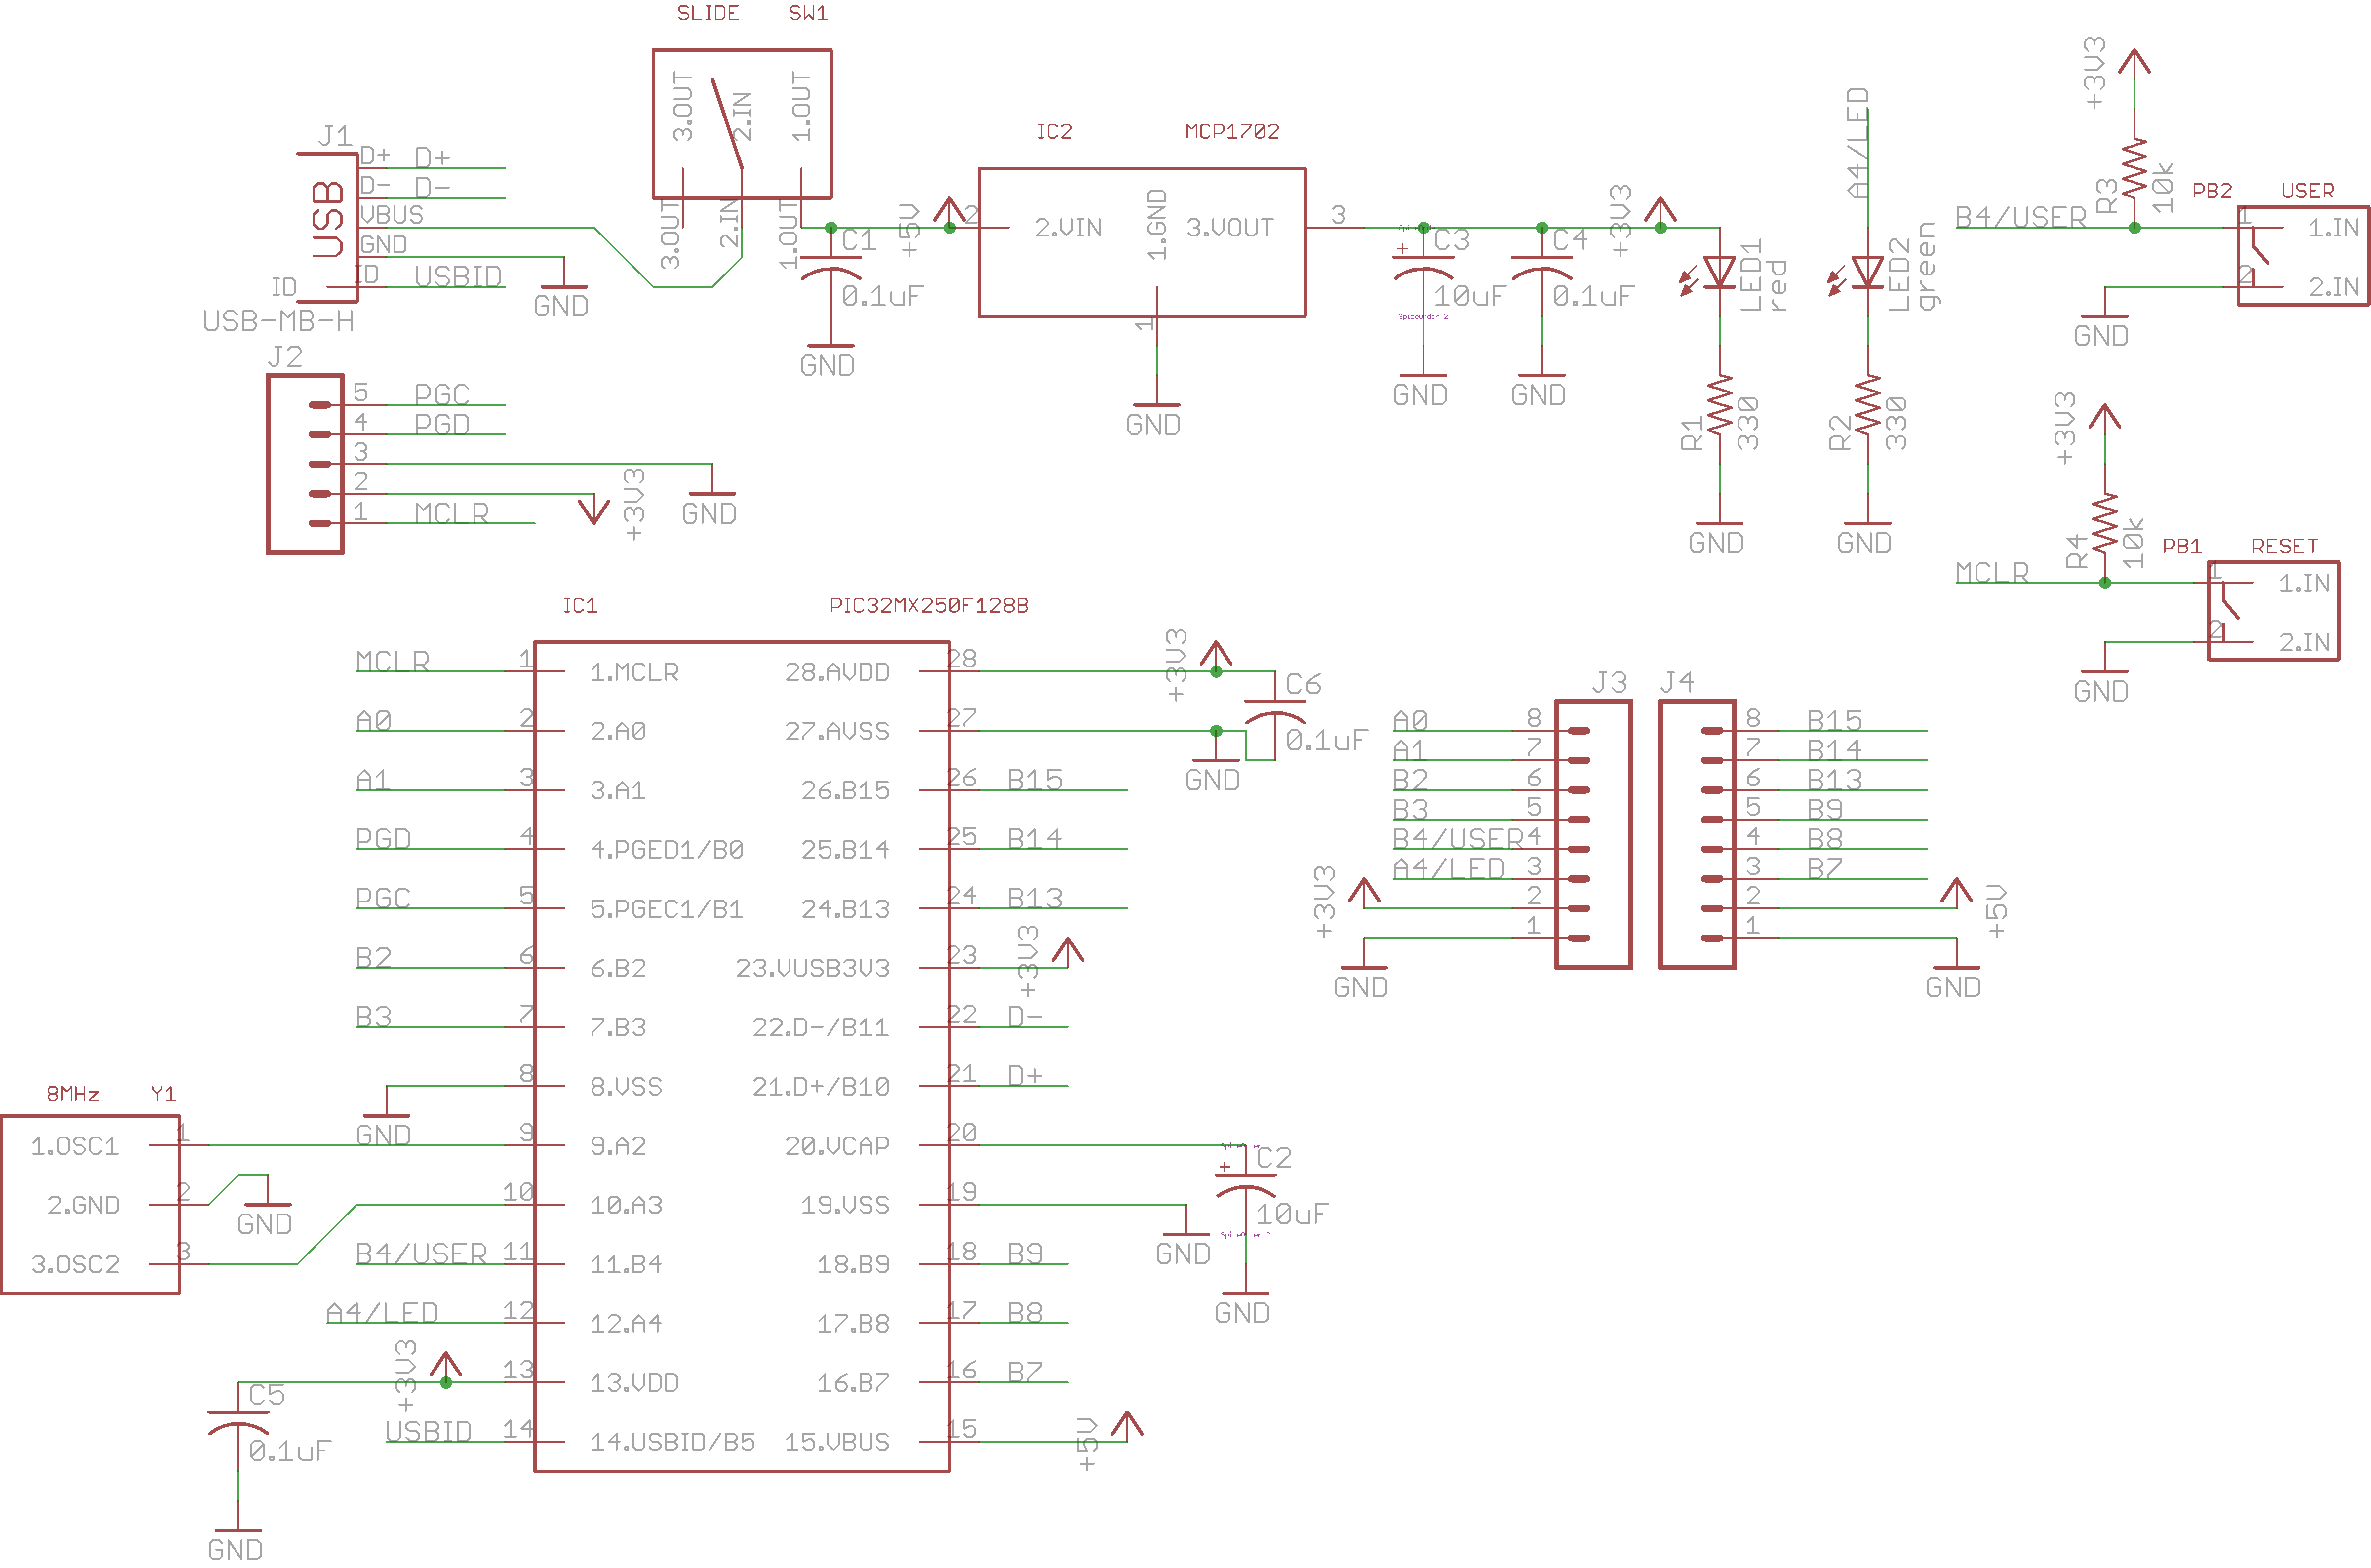 SLIDE SW1
3.OUT
2.IN
1.OUT
3.OUT
2.IN
1.OUT
J1
USB
D+ D+
D- D-
VBUS
GND
ID USBID
ID
USB-MB-H
GND
C1
0.1uF
GND
+5V
IC2 MCP1702
2 2.VIN
1.GND
3.VOUT 3
1
GND
SpiceOrder 1
+ C3
10uF
SpiceOrder 2
GND
C4
0.1uF
GND
+3V3
LED1
red
R1
330
GND
A4/LED
LED2
green
R2
330
GND
+3V3
R3
10k
PB2 USER
B4/USER 1 1.IN
2 2.IN
GND
+3V3
R4
10k
PB1 RESET
MCLR 1 1.IN
2 2.IN
GND
J2
5 PGC
4 PGD
3
2
1 MCLR
+3V3
GND
IC1 PIC32MX250F128B
MCLR 1 1.MCLR 28.AVDD 28
A0 2 2.A0 27.AVSS 27
A1 3 3.A1 26.B15 26 B15
PGD 4 4.PGED1/B0 25.B14 25 B14
PGC 5 5.PGEC1/B1 24.B13 24 B13
B2 6 6.B2 23.VUSB3V3 23
B3 7 7.B3 22.D-/B11 22 D-
8 8.VSS 21.D+/B10 21 D+
9 9.A2 20.VCAP 20
10 10.A3 19.VSS 19
B4/USER 11 11.B4 18.B9 18 B9
A4/LED 12 12.A4 17.B8 17 B8
13 13.VDD 16.B7 16 B7
USBID 14 14.USBID/B5 15.VBUS 15
+3V3
C6
0.1uF
GND
+3V3
GND
SpiceOrder 1
+ C2
10uF
SpiceOrder 2
GND
GND
+5V
8MHz Y1
1.OSC1 1
2.GND 2
3.OSC2 3
GND
+3V3
C5
0.1uF
GND
J3 J4
A0 8 8 B15
A1 7 7 B14
B2 6 6 B13
B3 5 5 B9
B4/USER 4 4 B8
A4/LED 3 3 B7
2 2
1 1
+3V3
GND
+5V
GND